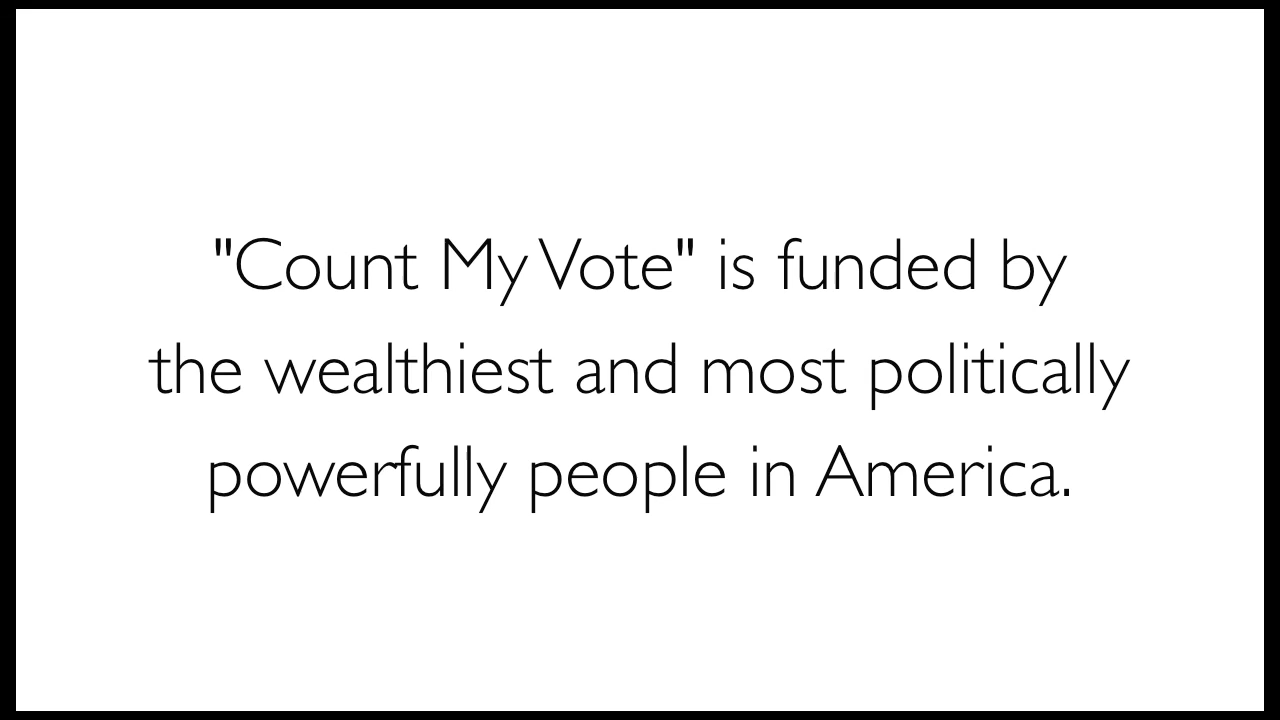 "Count My Vote" is funded by
the wealthiest and most politically
powerfully people in America.